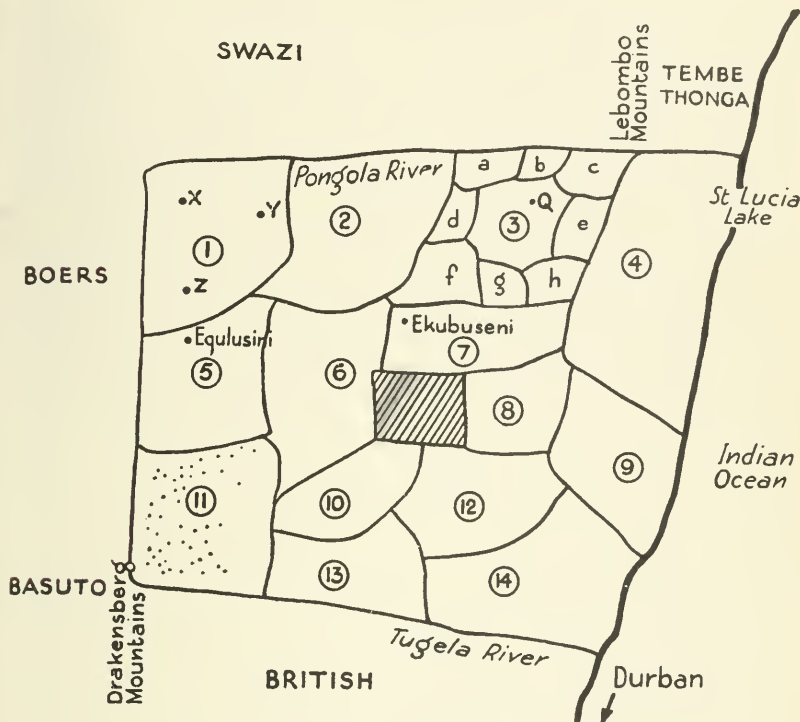 SWAZI
Lebombo
Mountains
TEMBE
THONGA
Pongola River
a
b
c
X
Y
Q
St Lucia
Lake
1
2
d
3
e
4
BOERS
Z
f
g
h
Equlusini
Ekubuseni
5
6
7
8
9
Indian
Ocean
11
10
12
13
14
BASUTO
Drakensberg
Mountains
Tugela River
BRITISH
Durban